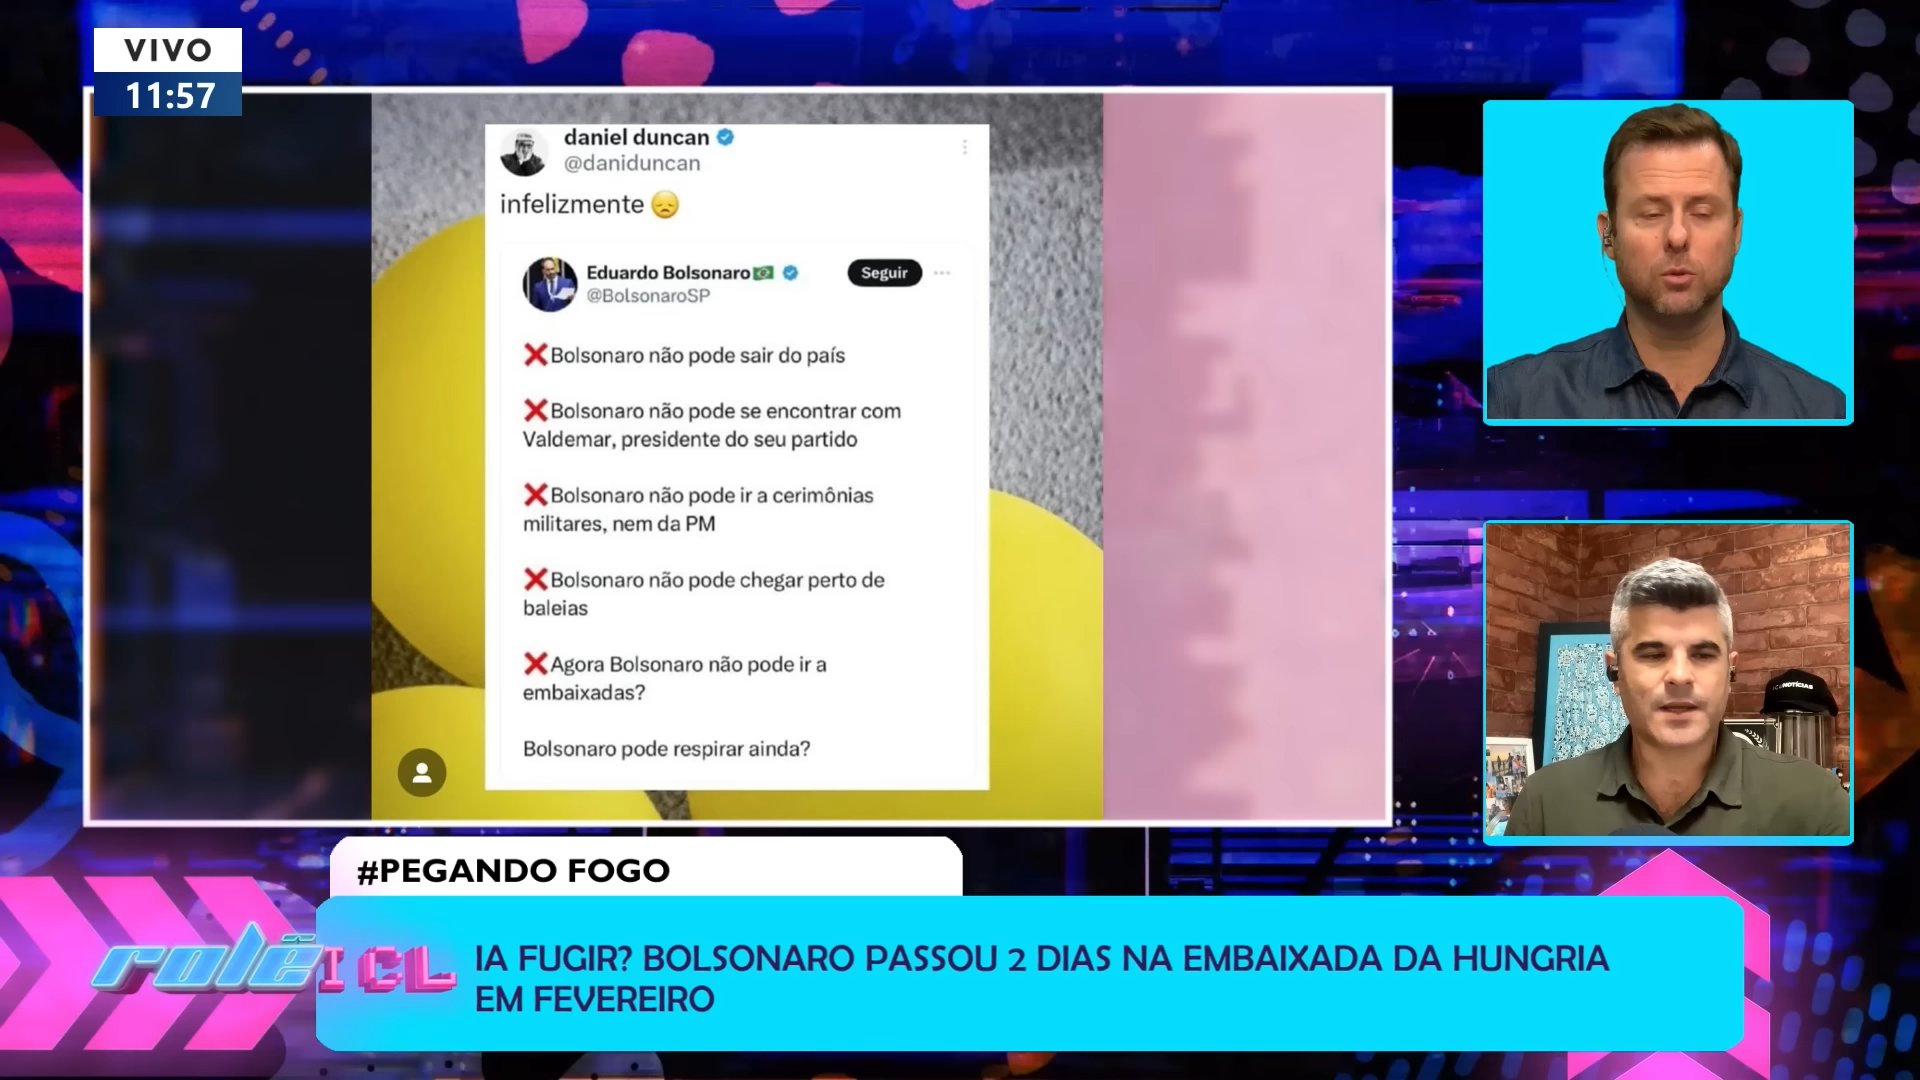 VIVO
11:57
daniel duncan
@daniduncan
infelizmente 😞
Eduardo Bolsonaro🇧🇷
@BolsonaroSP
Seguir
❌Bolsonaro não pode sair do país
❌Bolsonaro não pode se encontrar com
Valdemar, presidente do seu partido
❌Bolsonaro não pode ir a cerimônias
militares, nem da PM
❌Bolsonaro não pode chegar perto de
baleias
❌Agora Bolsonaro não pode ir a
embaixadas?
Bolsonaro pode respirar ainda?
NOTÍCIAS
#PEGANDO FOGO
rolê ICL
IA FUGIR? BOLSONARO PASSOU 2 DIAS NA EMBAIXADA DA HUNGRIA
EM FEVEREIRO